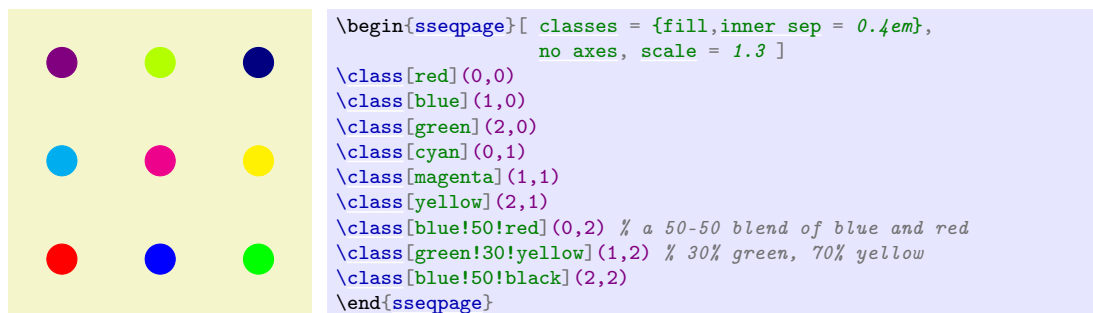 \begin{sseqpage}[ classes = {fill,inner sep = 0.4em},
no axes, scale = 1.3 ]
\class[red](0,0)
\class[blue](1,0)
\class[green](2,0)
\class[cyan](0,1)
\class[magenta](1,1)
\class[yellow](2,1)
\class[blue!50!red](0,2) % a 50-50 blend of blue and red
\class[green!30!yellow](1,2) % 30% green, 70% yellow
\class[blue!50!black](2,2)
\end{sseqpage}